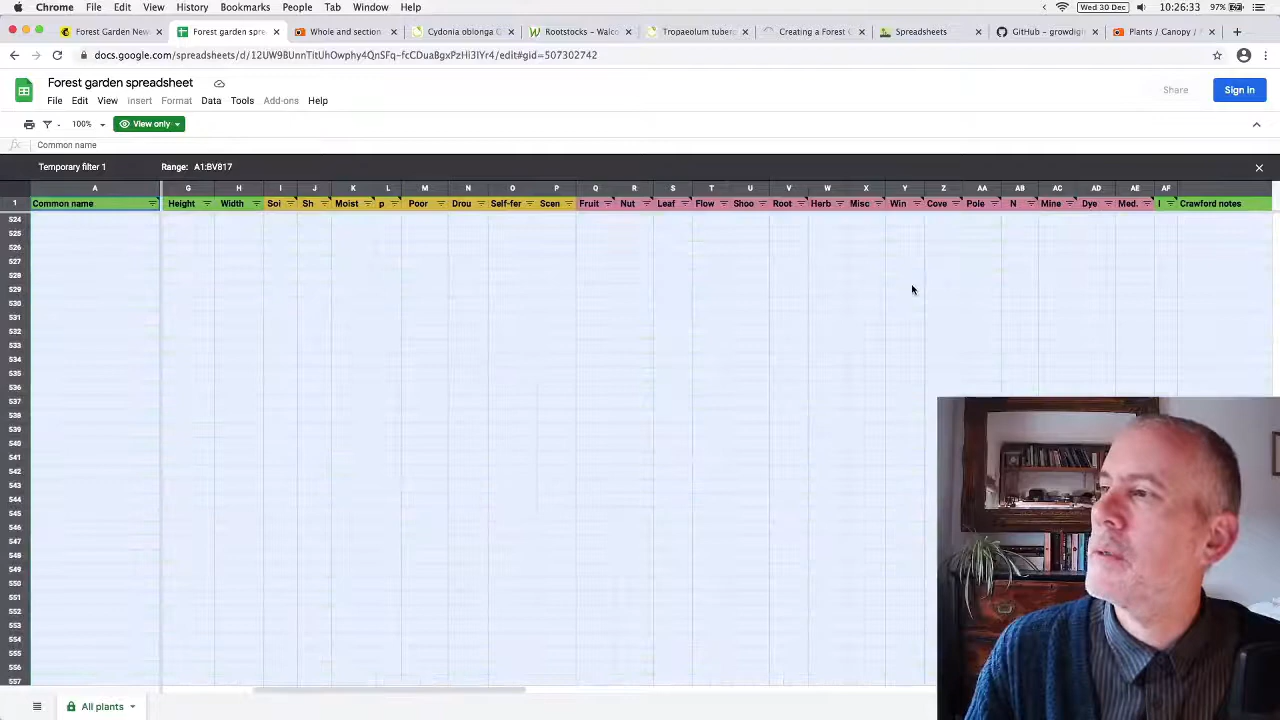 Chrome File Edit View History Bookmarks People Tab Window Help Wed 30 Dec 10:26:33 97%
Forest Garden New Forest garden spre Whole and section Cydonia oblonga Q Rootstocks – Walco Tropaeolum tubero Creating a Forest G Spreadsheets GitHub – growdigi Plants / Canopy /
docs.google.com/spreadsheets/d/12UW9BUnnTitUhOwphy4QnSFq-fcCDuaBgxPzHi3IYr4/edit#gid=507302742
Forest garden spreadsheet
File Edit View Insert Format Data Tools Add-ons Help
Share Sign in
100% View only
fx Common name
Temporary filter 1 Range: A1:BV817
A G H I J K L M N O P Q R S T U V W X Y Z AA AB AC AD AE AF
1 Common name Height Width Soi Sh Moist p Poor Drou Self-fer Scen Fruit Nut Leaf Flow Shoo Root Herb Misc Win Cove Pole N Mine Dye Med. I Crawford notes
524
525
526
527
528
529
530
531
532
533
534
535
536
537
538
539
540
541
542
543
544
545
546
547
548
549
550
551
552
553
554
555
556
557
All plants